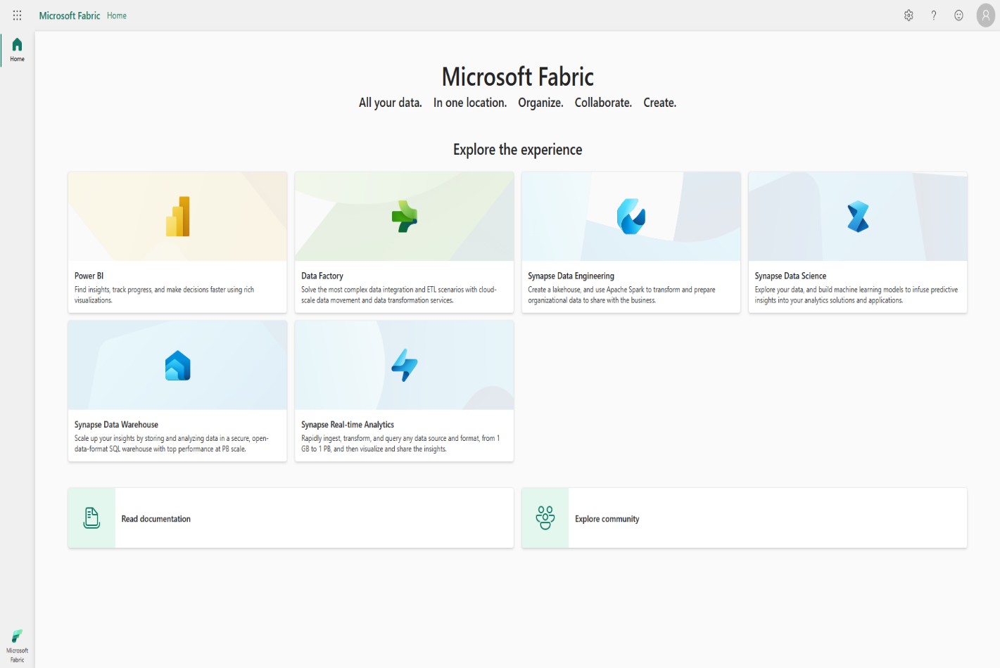 Microsoft Fabric Home
Home
Microsoft Fabric
All your data. In one location. Organize. Collaborate. Create.
Explore the experience
Power BI
Find insights, track progress, and make decisions faster using rich
visualizations.
Data Factory
Solve the most complex data integration and ETL scenarios with cloud-
scale data movement and data transformation services.
Synapse Data Engineering
Create a lakehouse, and use Apache Spark to transform and prepare
organizational data to share with the business.
Synapse Data Science
Explore your data, and build machine learning models to infuse predictive
insights into your analytics solutions and applications.
Synapse Data Warehouse
Scale up your insights by storing and analyzing data in a secure, open-
data-format SQL warehouse with top performance at PB scale.
Synapse Real-time Analytics
Rapidly ingest, transform, and query any data source and format, from 1
GB to 1 PB, and then visualize and share the insights.
Read documentation
Explore community
Microsoft
Fabric